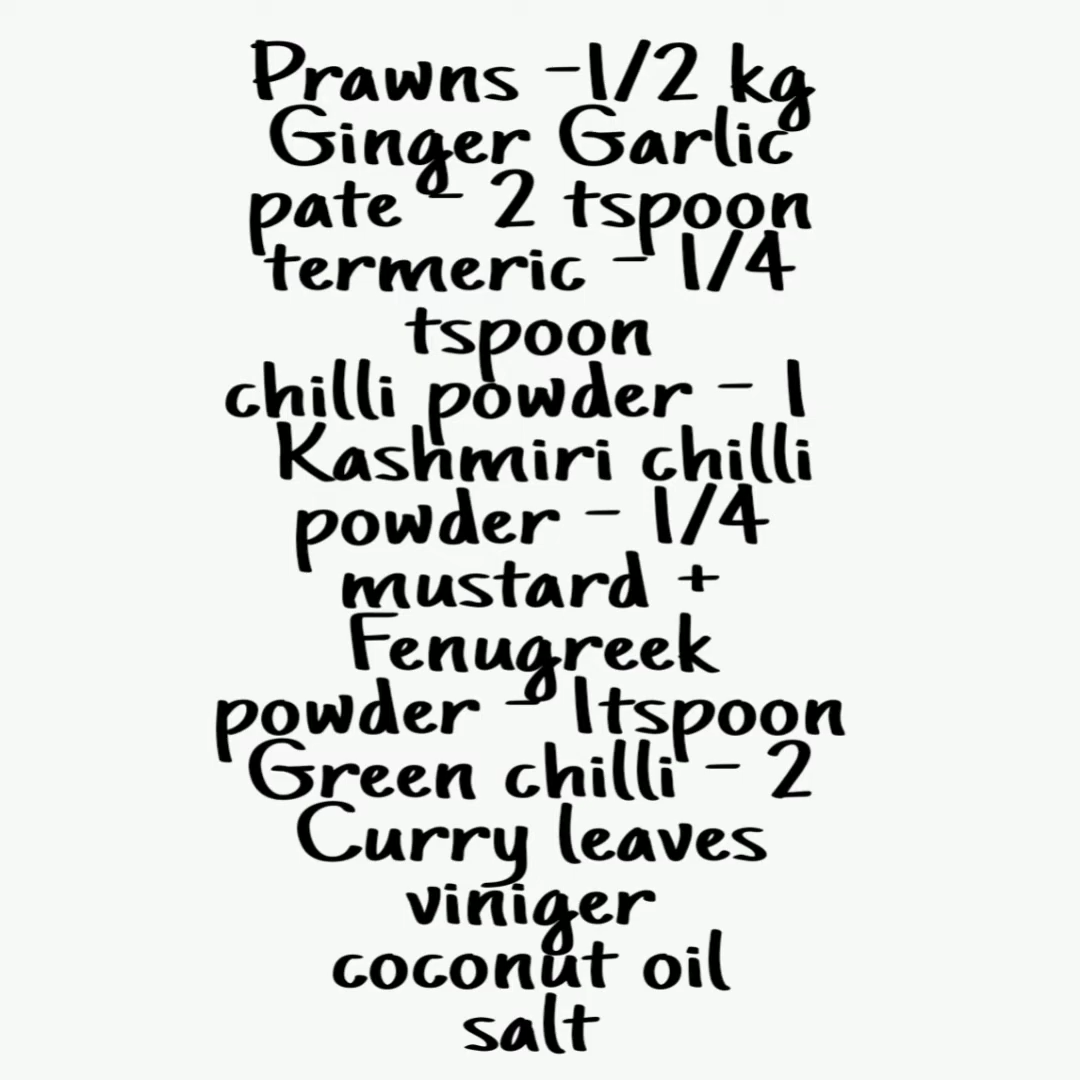 Prawns -1/2 kg
Ginger Garlic
pate - 2 tspoon
termeric - 1/4
tspoon
chilli powder - 1
Kashmiri chilli
powder - 1/4
mustard +
Fenugreek
powder - 1tspoon
Green chilli - 2
Curry leaves
viniger
coconut oil
salt